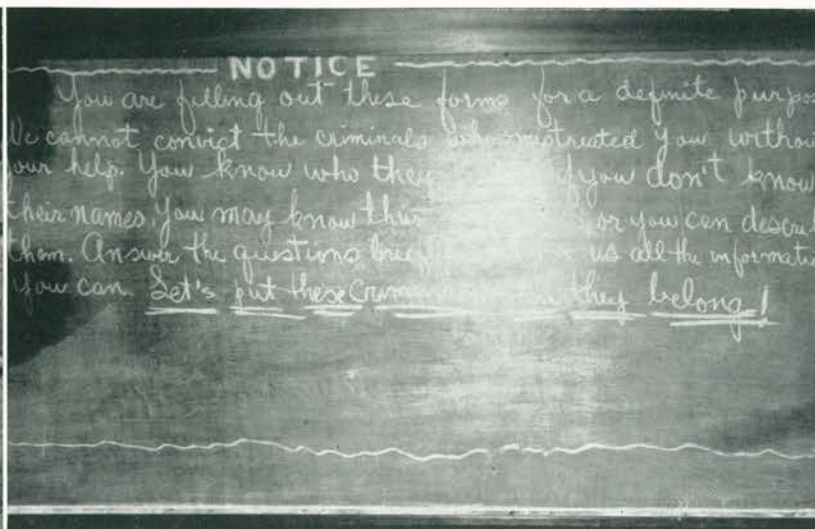 NOTICE
You are filling out these forms for a definite purpos
We cannot convict the criminals who mistreated you withou
your help. You know who they if you don't know
their names, you may know their or you can descri
them. Answer the questions us all the informatio
you can. Let's put these they belong!